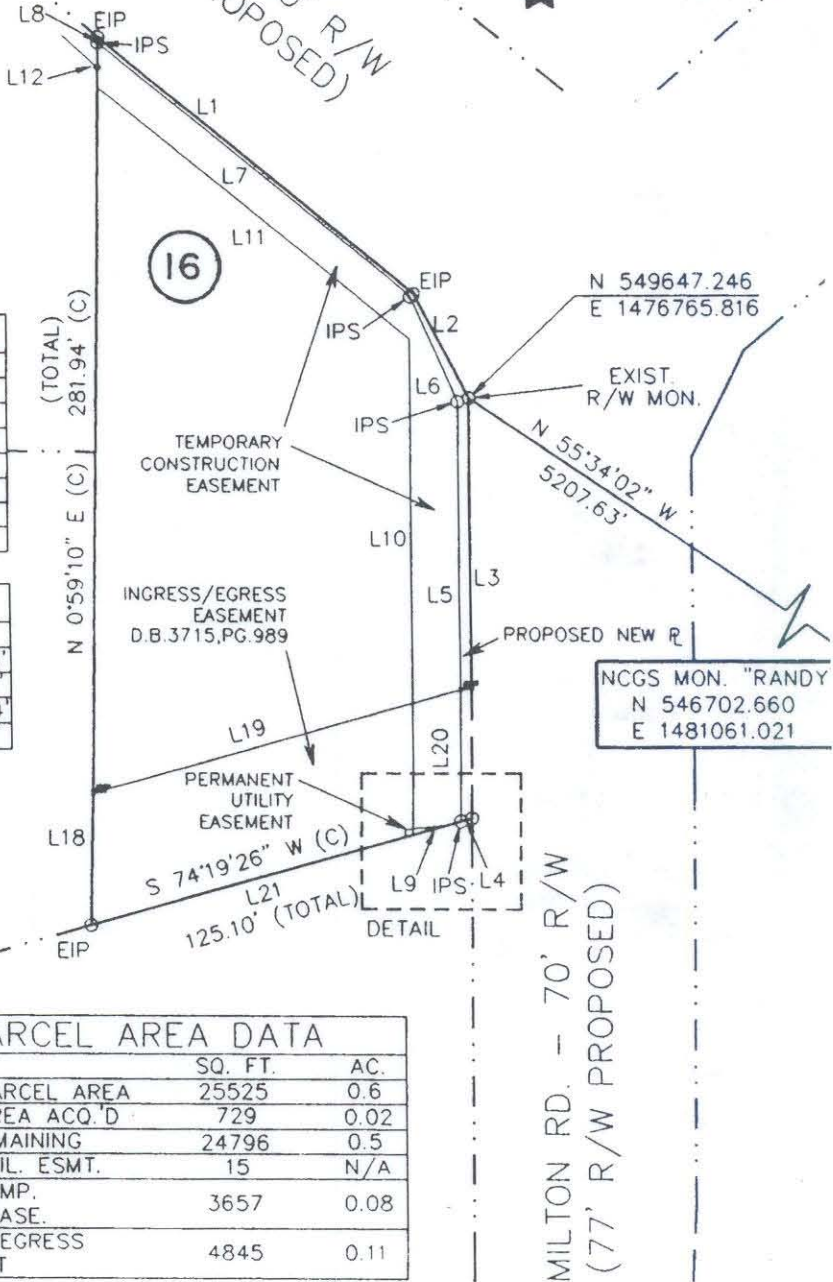 R/W
OPOSED)
L8
EIP
IPS
L12
L1
L7
L11
16
EIP
L2
IPS
N 549647.246
E 1476765.816
(TOTAL)
281.94' (C)
N 0°59'10" E (C)
L6
IPS
EXIST.
R/W MON.
TEMPORARY
CONSTRUCTION
EASEMENT
N 55°34'02" W
5207.63'
L10
L5
L3
INGRESS/EGRESS
EASEMENT
D.B.3715,PG.989
PROPOSED NEW PL
NCGS MON. "RANDY
N 546702.660
E 1481061.021
L19
L20
PERMANENT
UTILITY
EASEMENT
L18
S 74°19'26" W (C)
L21
125.10' (TOTAL)
L9
IPS
L4
DETAIL
EIP
MILTON RD. - 70' R/W
(77' R/W PROPOSED)
ARCEL AREA DATA
SQ. FT. AC.
ARCEL AREA 25525 0.6
REA ACQ.'D 729 0.02
MAINING 24796 0.5
IL. ESMT. 15 N/A
MP.
ASE. 3657 0.08
EGRESS
T 4845 0.11